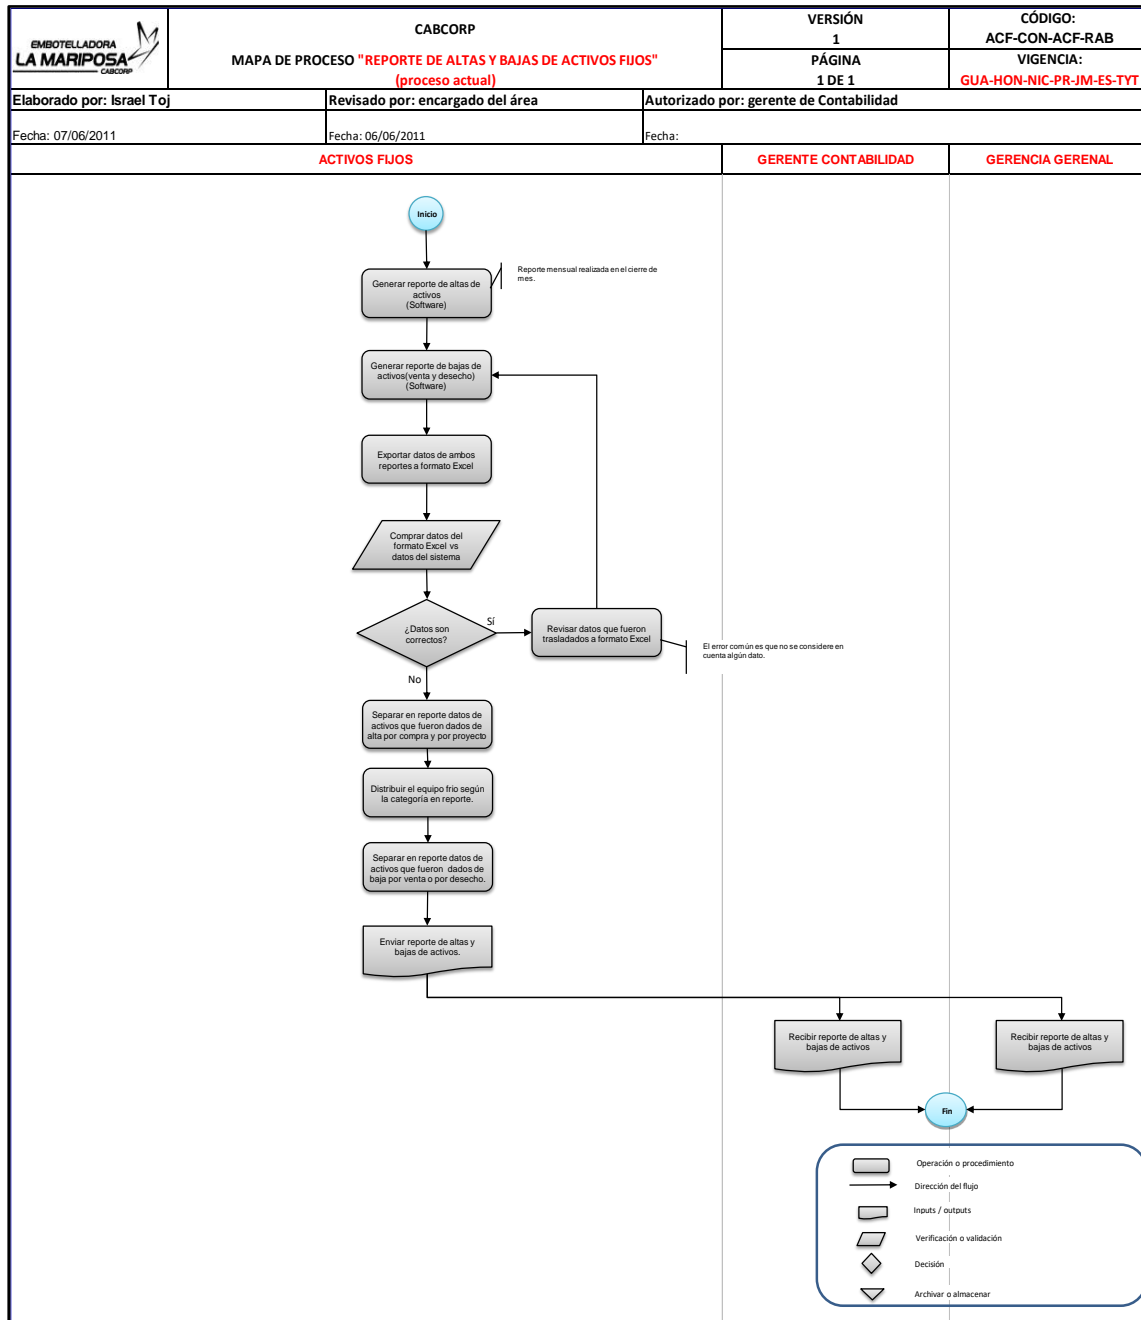 EMBOTELLADORA
LA MARIPOSA
CABCORP
CABCORP
MAPA DE PROCESO "REPORTE DE ALTAS Y BAJAS DE ACTIVOS FIJOS"
(proceso actual)
VERSIÓN
1
CÓDIGO:
ACF-CON-ACF-RAB
PÁGINA
1 DE 1
VIGENCIA:
GUA-HON-NIC-PR-JM-ES-TYT
Elaborado por: Israel Toj
Revisado por: encargado del área
Autorizado por: gerente de Contabilidad
Fecha: 07/06/2011
Fecha: 06/06/2011
Fecha:
ACTIVOS FIJOS
GERENTE CONTABILIDAD
GERENCIA GERENAL
Inicio
Reporte mensual realizada en el cierre de
mes.
Generar reporte de altas de
activos
(Software)
Generar reporte de bajas de
activos(venta y desecho)
(Software)
Exportar datos de ambos
reportes a formato Excel
Comprar datos del
formato Excel vs
datos del sistema
¿Datos son
correctos?
Sí
Revisar datos que fueron
trasladados a formato Excel
El error común es que no se considere en
cuenta algún dato.
No
Separar en reporte datos de
activos que fueron dados de
alta por compra y por proyecto
Distribuir el equipo frio según
la categoría en reporte.
Separar en reporte datos de
activos que fueron dados de
baja por venta o por desecho.
Enviar reporte de altas y
bajas de activos.
Recibir reporte de altas y
bajas de activos
Recibir reporte de altas y
bajas de activos
Fin
Operación o procedimiento
Dirección del flujo
Inputs / outputs
Verificación o validación
Decisión
Archivar o almacenar